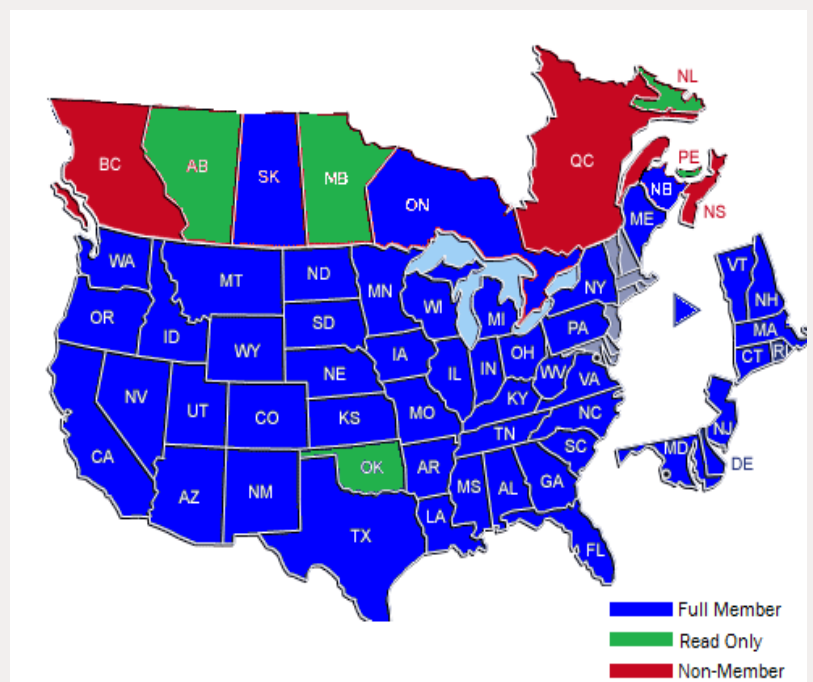 NL
BC
AB
SK
MB
QC
PE
ON
NB
NS
ME
WA
MT
ND
MN
VT
NY
WI
NH
OR
ID
SD
MI
PA
MA
WY
IA
CT
RI
NE
IL
IN
OH
WV
VA
NV
UT
CO
KS
MO
KY
NC
NJ
TN
CA
OK
AR
SC
MD
DE
AZ
NM
MS
AL
GA
LA
TX
FL
Full Member
Read Only
Non-Member